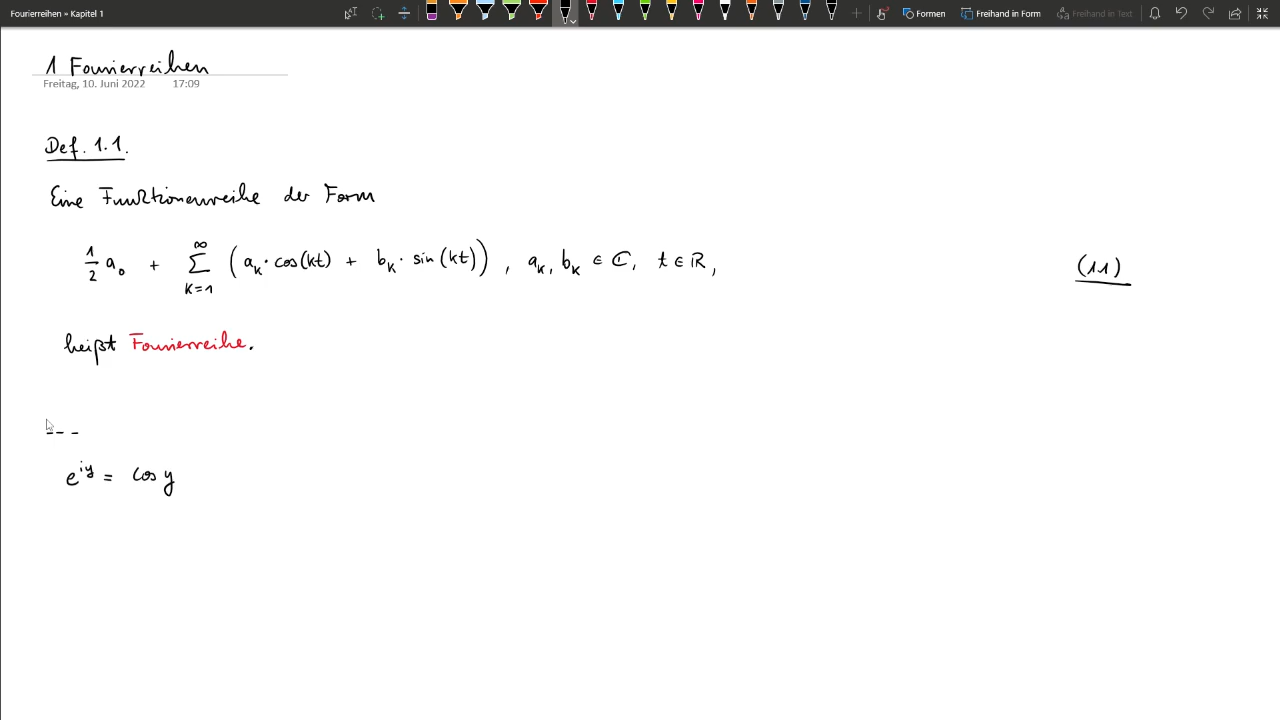 Fourierreihen » Kapitel 1
Formen
Freihand in Form
Freihand in Text
1 Fourierreihen
Freitag, 10. Juni 2022 17:09
Def. 1.1.
Eine Funktionenreihe der Form
1/2 a₀ + ∑_{k=1}^{∞} (aₖ · cos(kt) + bₖ · sin(kt)), aₖ, bₖ ∈ ℂ, t ∈ ℝ, (11)
heißt Fourierreihe.
---
e^{iy} = cos y